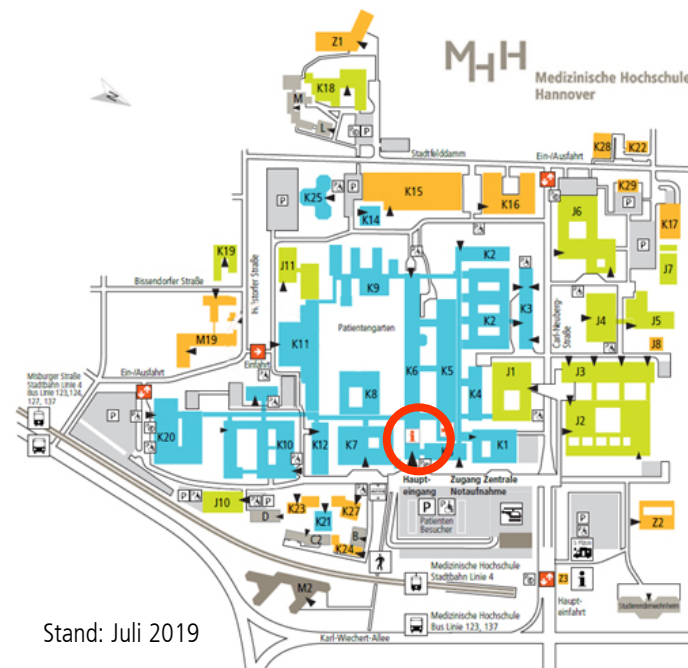 Z1
MHH
Medizinische Hochschule
Hannover
K18
M
L
P
Stadtfelddamm
Ein-/Ausfahrt
K28
K22
K25
P
P
K15
K16
K29
P
K14
J6
K17
K19
J11
K2
P
J7
Bissendorfer Straße
K9
K3
Carl-Neuberg-
Straße
Patientengarten
K2
J4
J5
M19
K11
K6
K5
J8
Misburger Straße
Stadtbahn Linie 4
Bus Linie 123,124,
127, 137
Ein-/Ausfahrt
Einfahrt
K8
K4
J1
J3
P
J2
K20
K10
K12
K7
i
K1
Haupt-
eingang
Zugang Zentrale
Notaufnahme
P
J10
K23
K27
P
Patienten
Besucher
D
K21
B
C2
K24
P
Z2
M2
Medizinische Hochschule
Stadtbahn Linie 4
Z3
i
Haupt-
einfahrt
Studierendenwohnheim
Medizinische Hochschule
Bus Linie 123, 137
Stand: Juli 2019
Karl-Wiechert-Allee